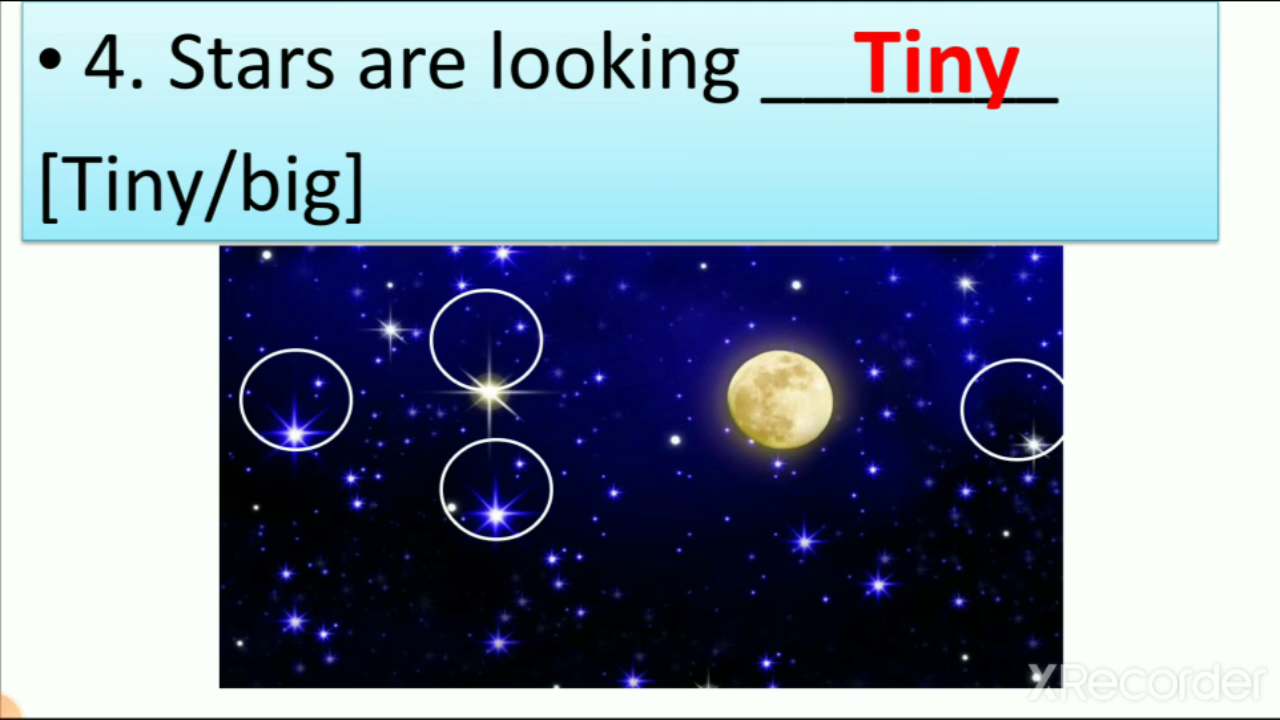 • 4. Stars are looking ________ Tiny
[Tiny/big]
XRecorder